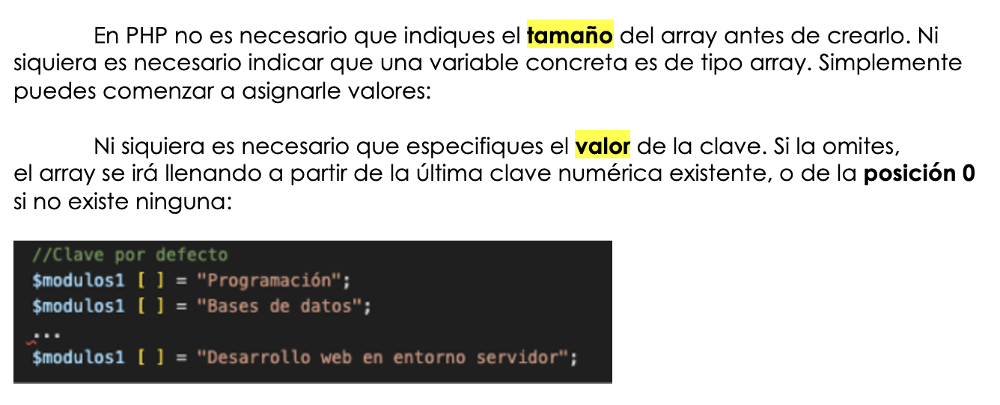 En PHP no es necesario que indiques el tamaño del array antes de crearlo. Ni
siquiera es necesario indicar que una variable concreta es de tipo array. Simplemente
puedes comenzar a asignarle valores:
Ni siquiera es necesario que especifiques el valor de la clave. Si la omites,
el array se irá llenando a partir de la última clave numérica existente, o de la posición 0
si no existe ninguna:
//Clave por defecto
$modulos1 [ ] = "Programación";
$modulos1 [ ] = "Bases de datos";
...
$modulos1 [ ] = "Desarrollo web en entorno servidor";